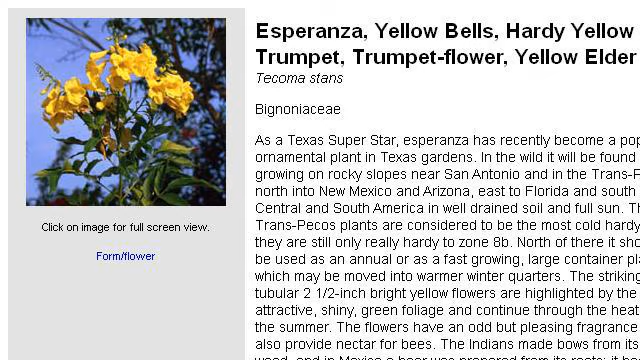 Esperanza, Yellow Bells, Hardy Yellow
Trumpet, Trumpet-flower, Yellow Elder
Tecoma stans
Bignoniaceae
As a Texas Super Star, esperanza has recently become a pop
ornamental plant in Texas gardens. In the wild it will be found
growing on rocky slopes near San Antonio and in the Trans-P
north into New Mexico and Arizona, east to Florida and south
Central and South America in well drained soil and full sun. Th
Trans-Pecos plants are considered to be the most cold hardy
they are still only really hardy to zone 8b. North of there it sho
be used as an annual or as a fast growing, large container pla
which may be moved into warmer winter quarters. The striking
tubular 2 1/2-inch bright yellow flowers are highlighted by the
attractive, shiny, green foliage and continue through the heat
the summer. The flowers have an odd but pleasing fragrance
also provide nectar for bees. The Indians made bows from its
wood, and in Mexico a beer was prepared from its roots; it has
Click on image for full screen view.
Form/flower